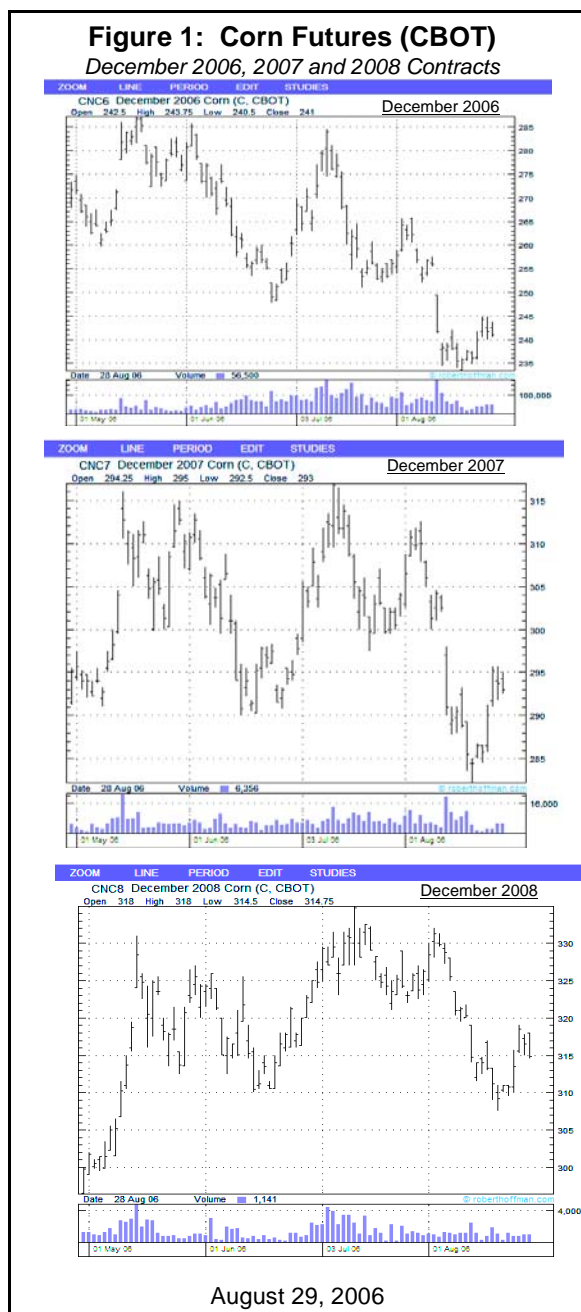 Figure 1: Corn Futures (CBOT)
December 2006, 2007 and 2008 Contracts
ZOOM LINE PERIOD EDIT STUDIES
CNC6 December 2006 Corn (C, CBOT) December 2006
Open 242.5 High 243.75 Low 240.5 Close 241
285
280
275
270
265
260
255
250
245
240
235
Date 28 Aug 06 Volume 56,500 © roberthoffman.com
100,000
01 May 06 01 Jun 06 03 Jul 06 01 Aug 06
ZOOM LINE PERIOD EDIT STUDIES
CNC7 December 2007 Corn (C, CBOT) December 2007
Open 294.25 High 295 Low 292.5 Close 293
315
310
305
300
295
290
285
Date 28 Aug 06 Volume 6,356 © roberthoffman.com
16,000
01 May 06 01 Jun 06 03 Jul 06 01 Aug 06
ZOOM LINE PERIOD EDIT STUDIES
CNC8 December 2008 Corn (C, CBOT) December 2008
Open 318 High 318 Low 314.5 Close 314.75
330
325
320
315
310
305
300
Date 28 Aug 06 Volume 1,141 © roberthoffman.com
4,000
01 May 06 01 Jun 06 03 Jul 06 01 Aug 06
August 29, 2006